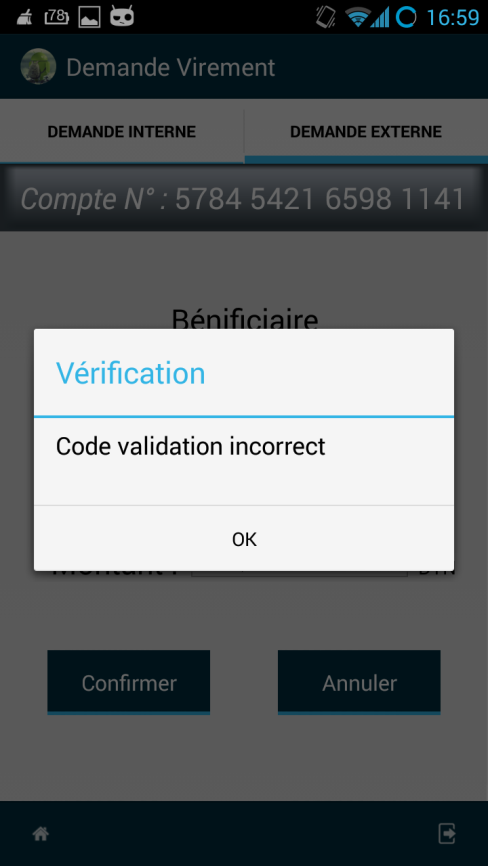 78 16:59
Demande Virement
DEMANDE INTERNE DEMANDE EXTERNE
Compte N° : 5784 5421 6598 1141
Bénificiaire
Vérification
Code validation incorrect
OK
Montant :
Confirmer Annuler